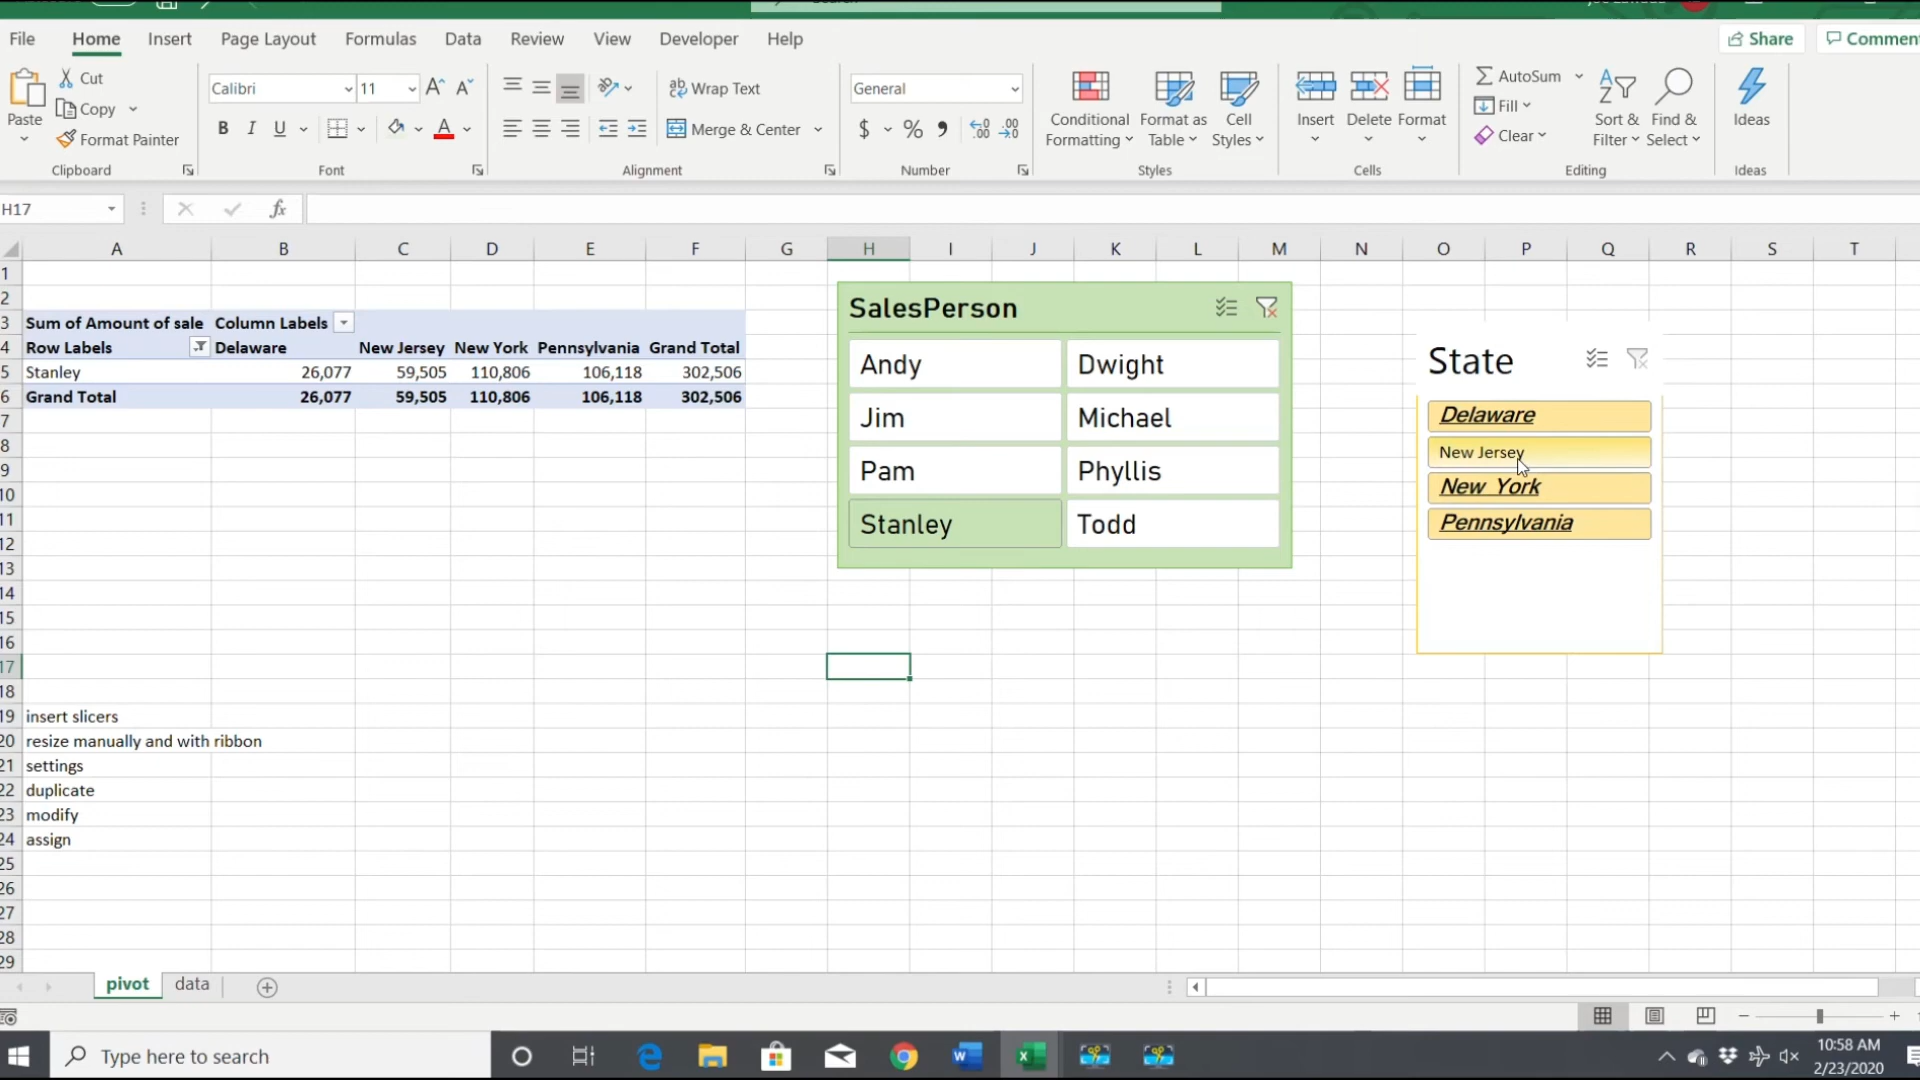 File Home Insert Page Layout Formulas Data Review View Developer Help Share Commen
Paste Cut Copy Format Painter Clipboard
Calibri 11 B I U A Font
Wrap Text Merge & Center Alignment
General $ % Number
Conditional Formatting Format as Table Cell Styles Styles
Insert Delete Format Cells
AutoSum Fill Clear Sort & Filter Find & Select Editing
Ideas Ideas
H17 fx
A B C D E F G H I J K L M N O P Q R S T
1
2
3 Sum of Amount of sale Column Labels
4 Row Labels Delaware New Jersey New York Pennsylvania Grand Total
5 Stanley 26,077 59,505 110,806 106,118 302,506
6 Grand Total 26,077 59,505 110,806 106,118 302,506
7
8
9
10
11
12
13
14
15
16
17
18
19 insert slicers
20 resize manually and with ribbon
21 settings
22 duplicate
23 modify
24 assign
25
26
27
28
29
SalesPerson
Andy Dwight
Jim Michael
Pam Phyllis
Stanley Todd
State
Delaware
New Jersey
New York
Pennsylvania
pivot data
Type here to search
10:58 AM
2/23/2020